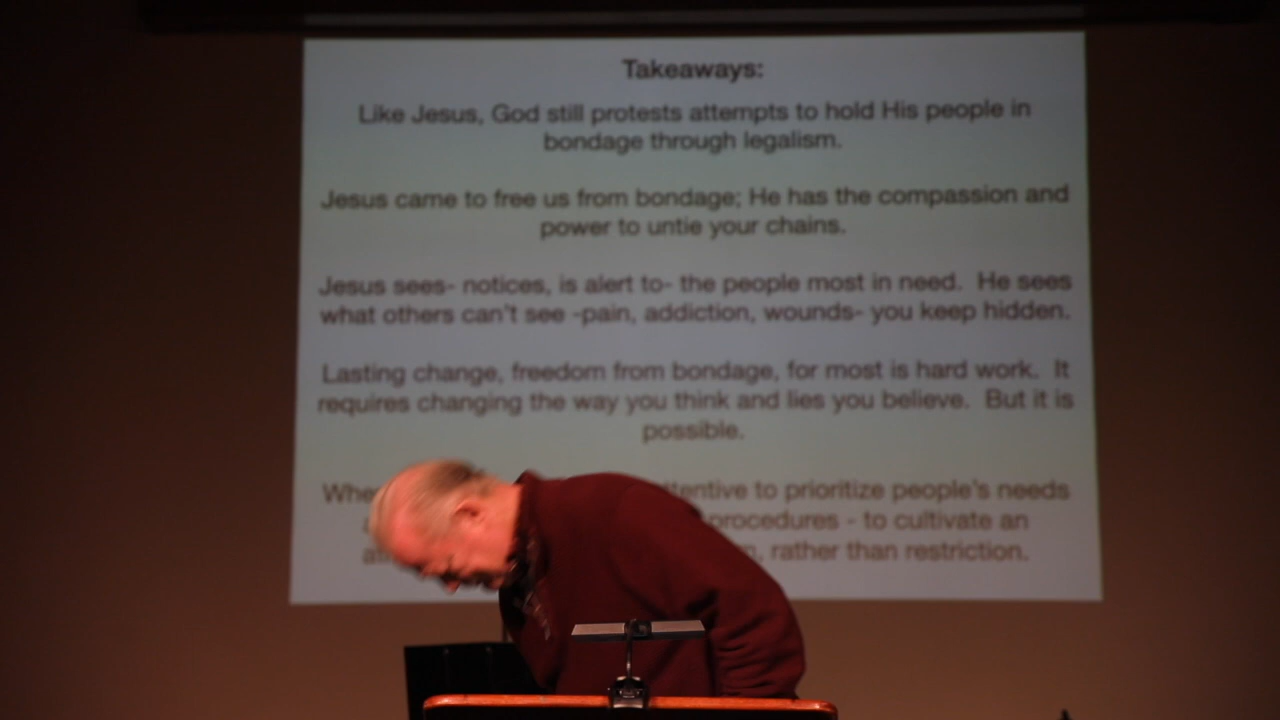 Takeaways:
Like Jesus, God still protests attempts to hold His people in
bondage through legalism.
Jesus came to free us from bondage; He has the compassion and
power to untie your chains.
Jesus sees- notices, is alert to- the people most in need. He sees
what others can't see -pain, addiction, wounds- you keep hidden.
Lasting change, freedom from bondage, for most is hard work. It
requires changing the way you think and lies you believe. But it is
possible.
to prioritize people's needs
procedures - to cultivate an
rather than restriction.